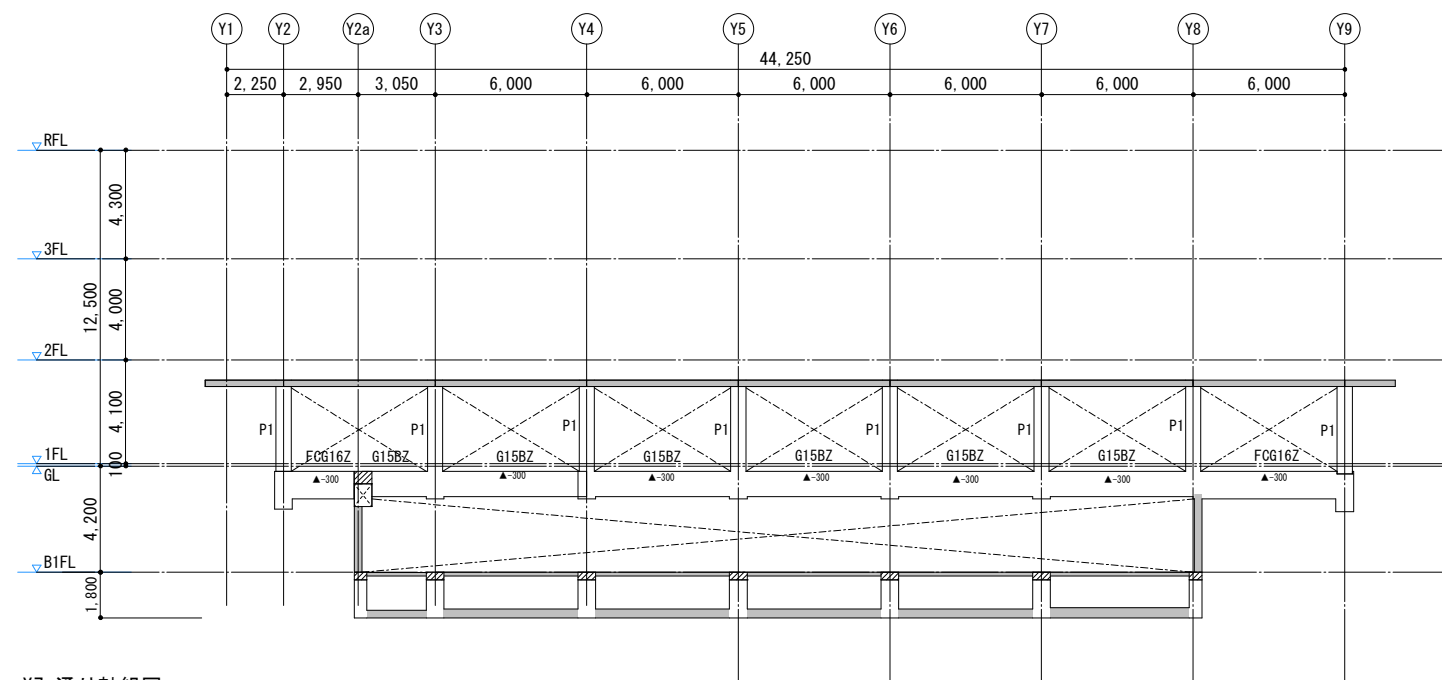 Y1 Y2 Y2a Y3 Y4 Y5 Y6 Y7 Y8 Y9
44,250
2,250 2,950 3,050 6,000 6,000 6,000 6,000 6,000 6,000
RFL
4,300
3FL
12,500
4,000
2FL
4,100
P1 P1 P1 P1 P1 P1 P1 P1
1FL
FCG16Z G15BZ G15BZ G15BZ G15BZ G15BZ G15BZ FCG16Z
100
GL
▲-300 ▲-300 ▲-300 ▲-300 ▲-300 ▲-300 ▲-300
4,200
B1FL
1,800